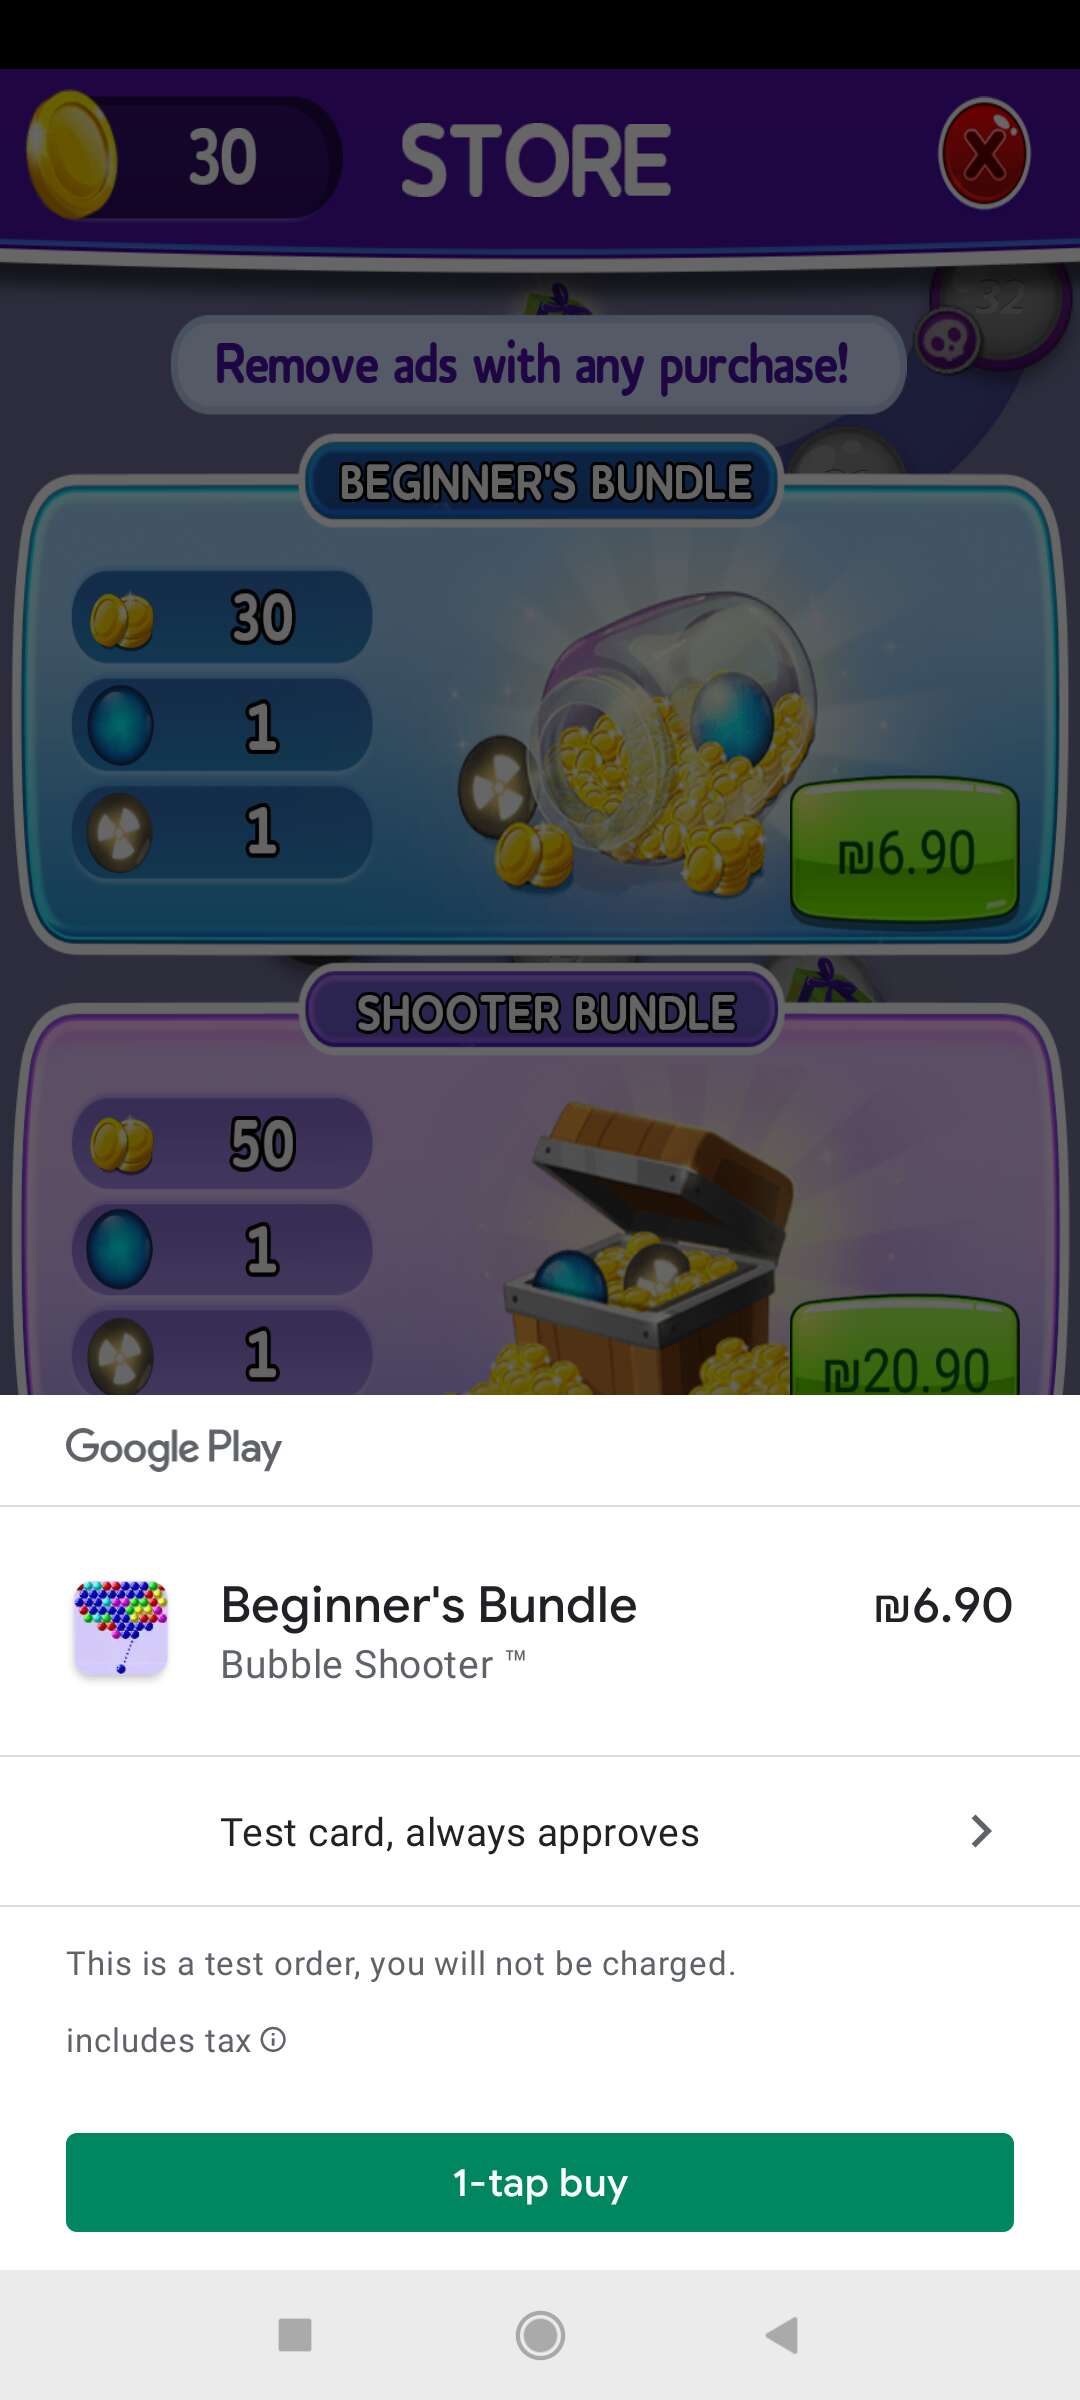 30
STORE
32
Remove ads with any purchase!
BEGINNER'S BUNDLE
30
1
1
₪6.90
SHOOTER BUNDLE
50
1
1
₪20.90
Google Play
Beginner's Bundle
₪6.90
Bubble Shooter ™
Test card, always approves
This is a test order, you will not be charged.
includes tax
1-tap buy